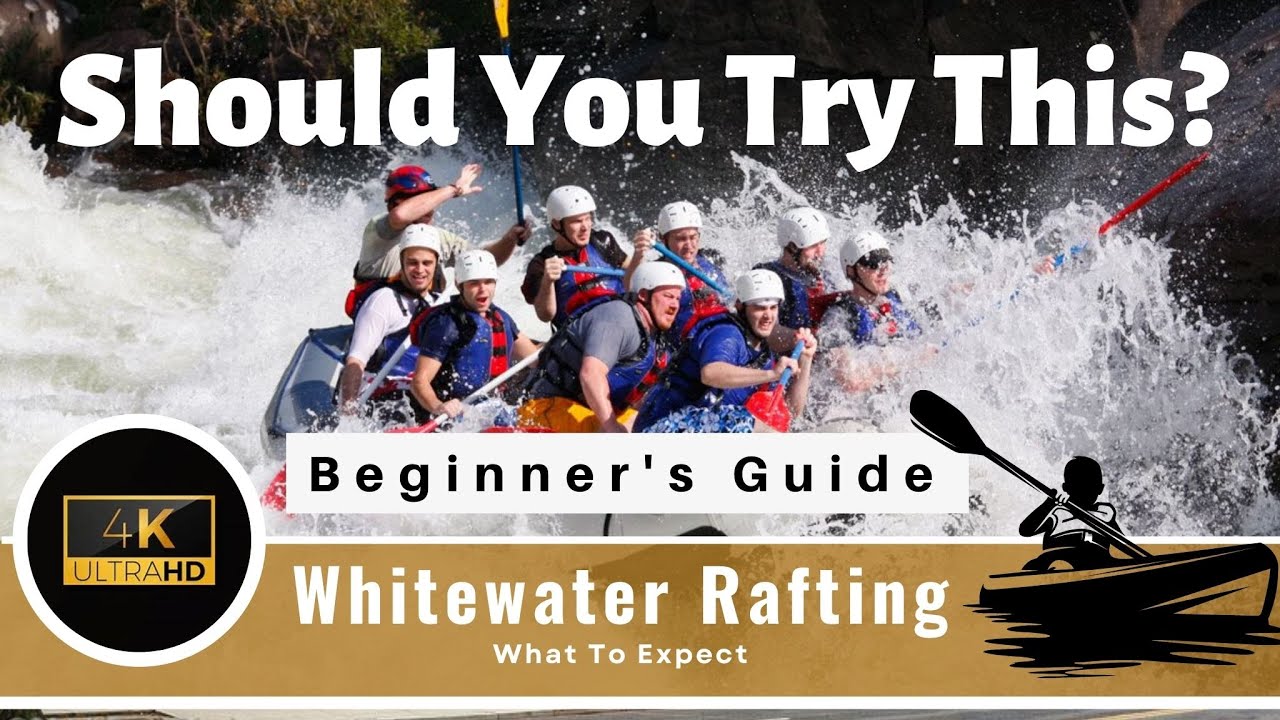 Should You Try This?
Beginner's Guide
4K
ULTRAHD
Whitewater Rafting
What To Expect